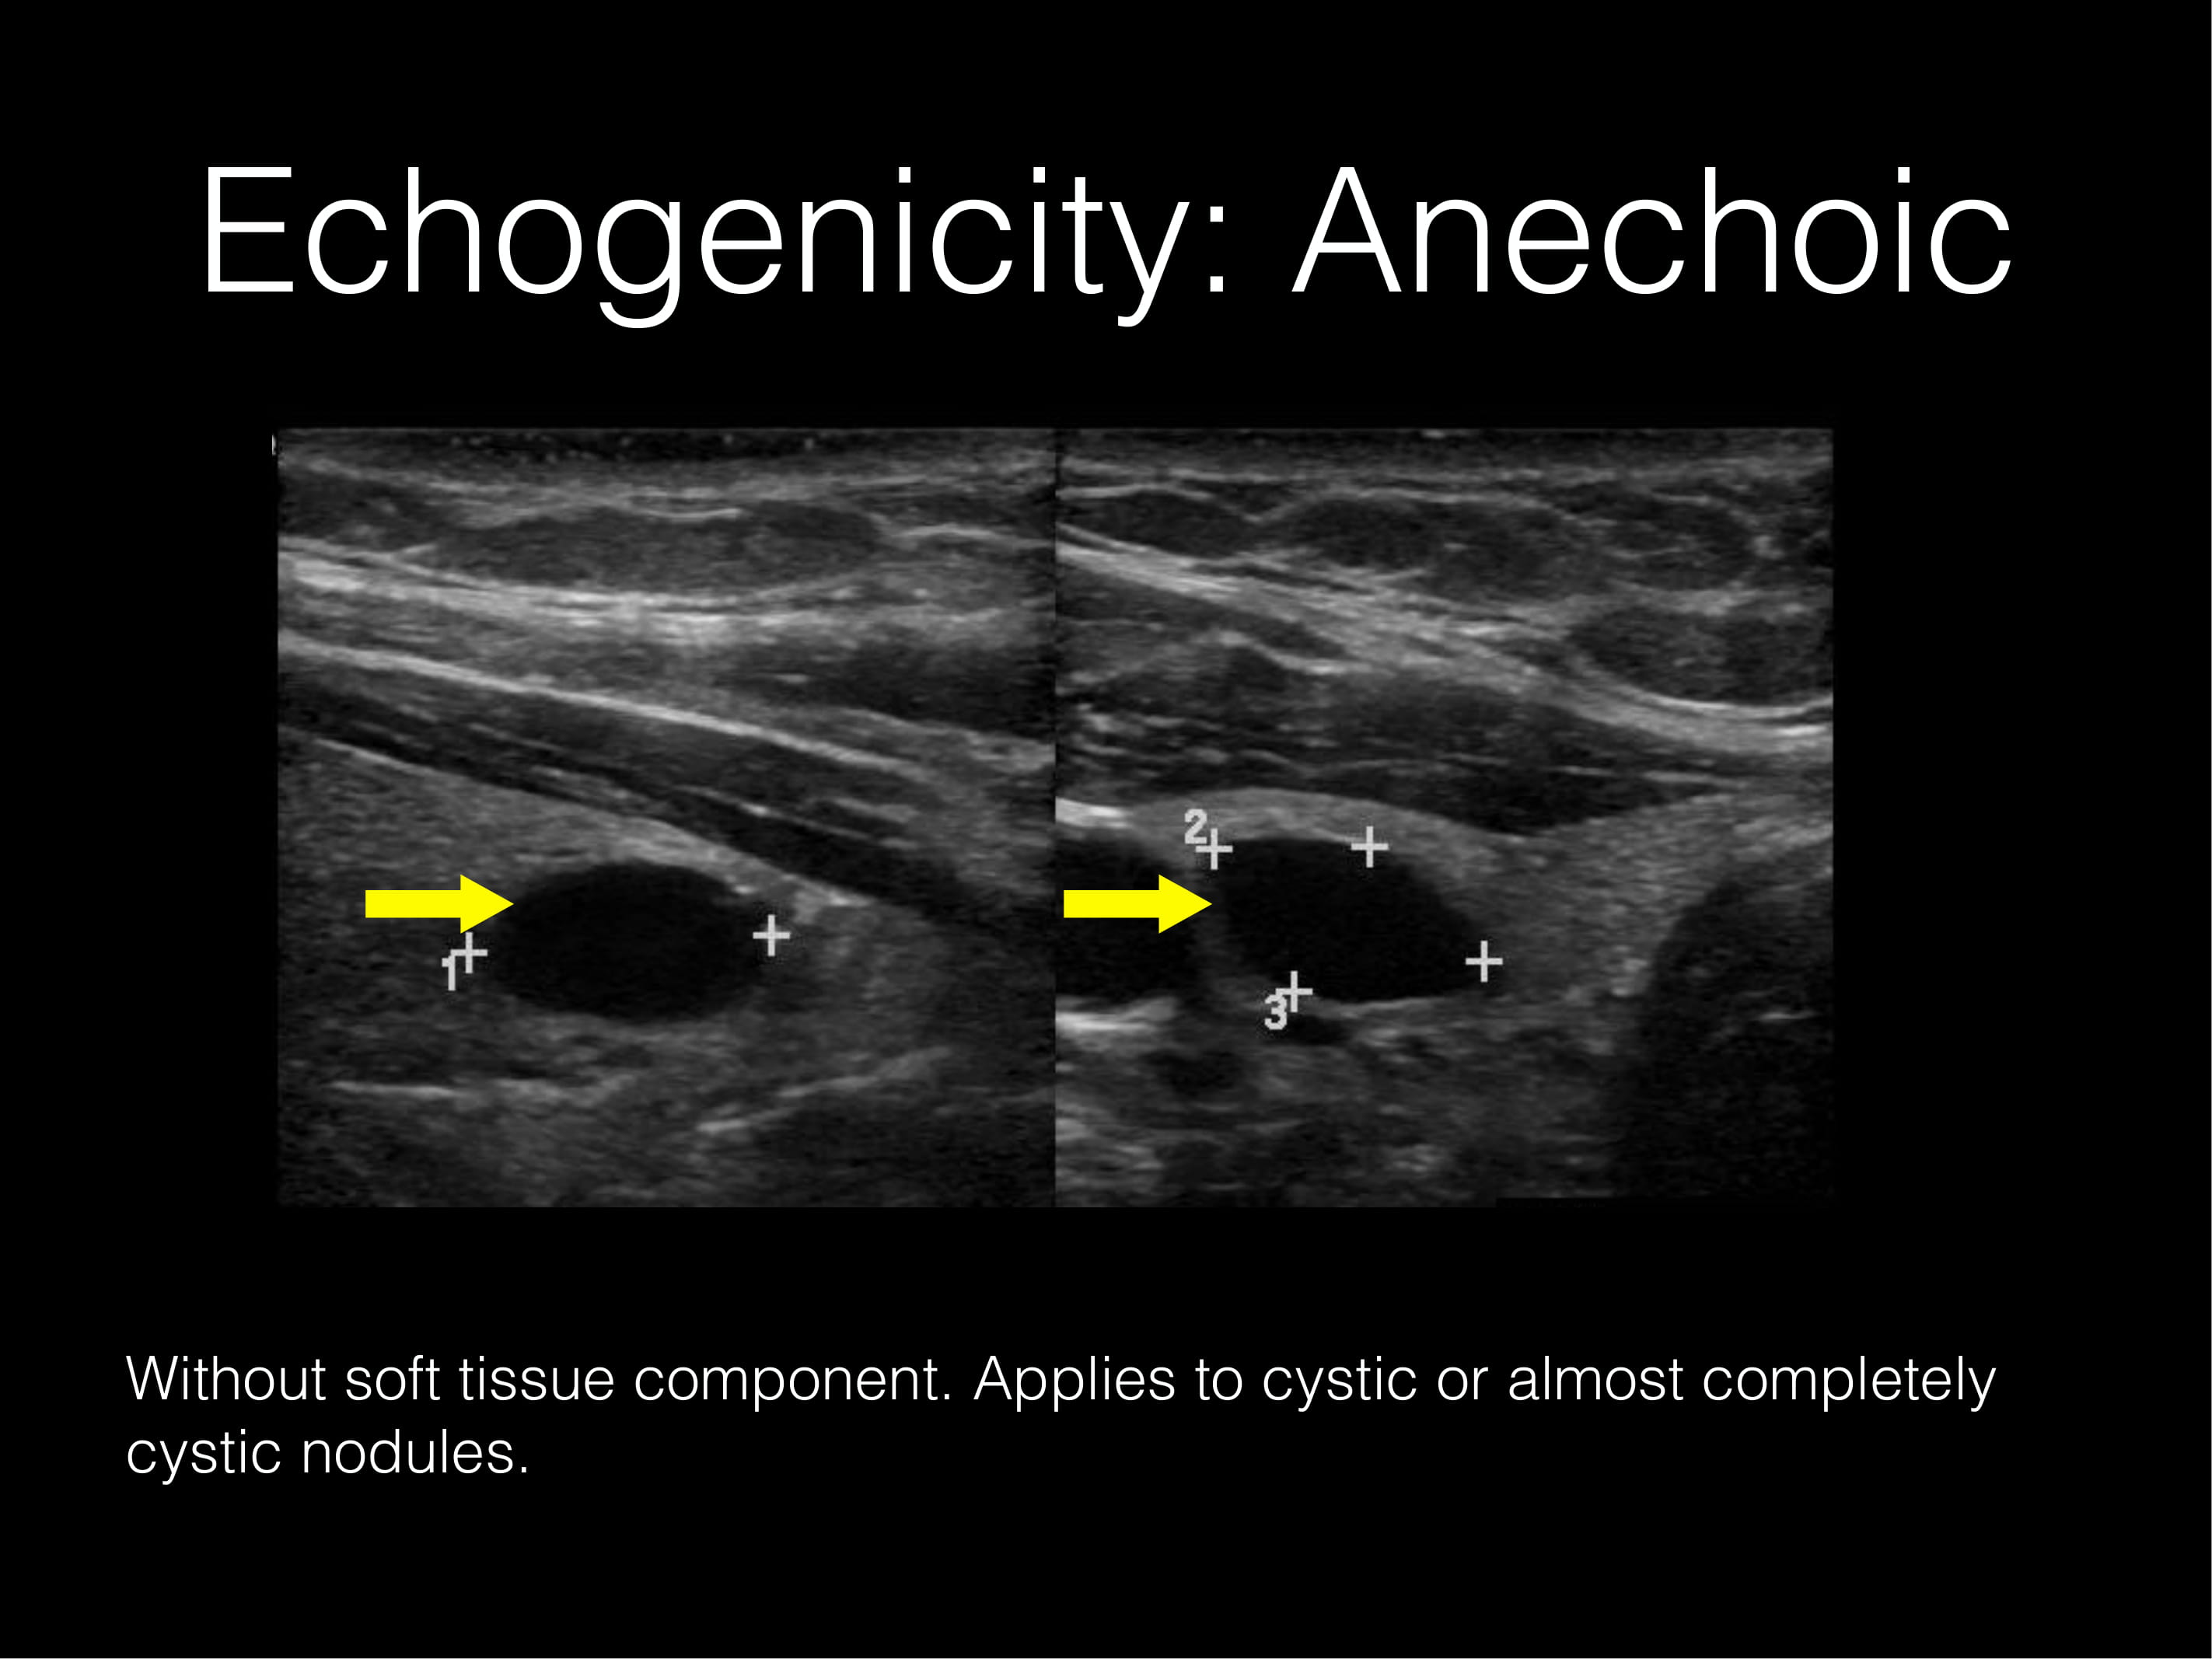 Echogenicity: Anechoic
2
1
3
Without soft tissue component. Applies to cystic or almost completely
cystic nodules.